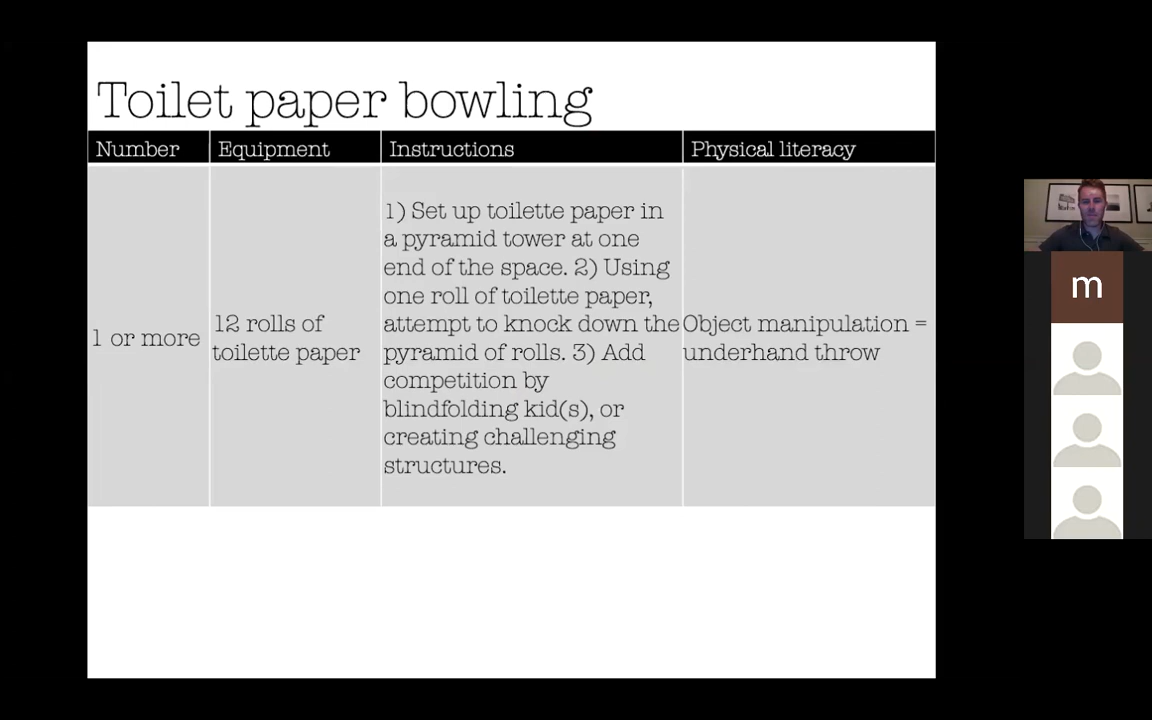 Toilet paper bowling
Number
Equipment
Instructions
Physical literacy
1 or more
12 rolls of
toilette paper
1) Set up toilette paper in
a pyramid tower at one
end of the space. 2) Using
one roll of toilette paper,
attempt to knock down the
pyramid of rolls. 3) Add
competition by
blindfolding kid(s), or
creating challenging
structures.
Object manipulation =
underhand throw
m